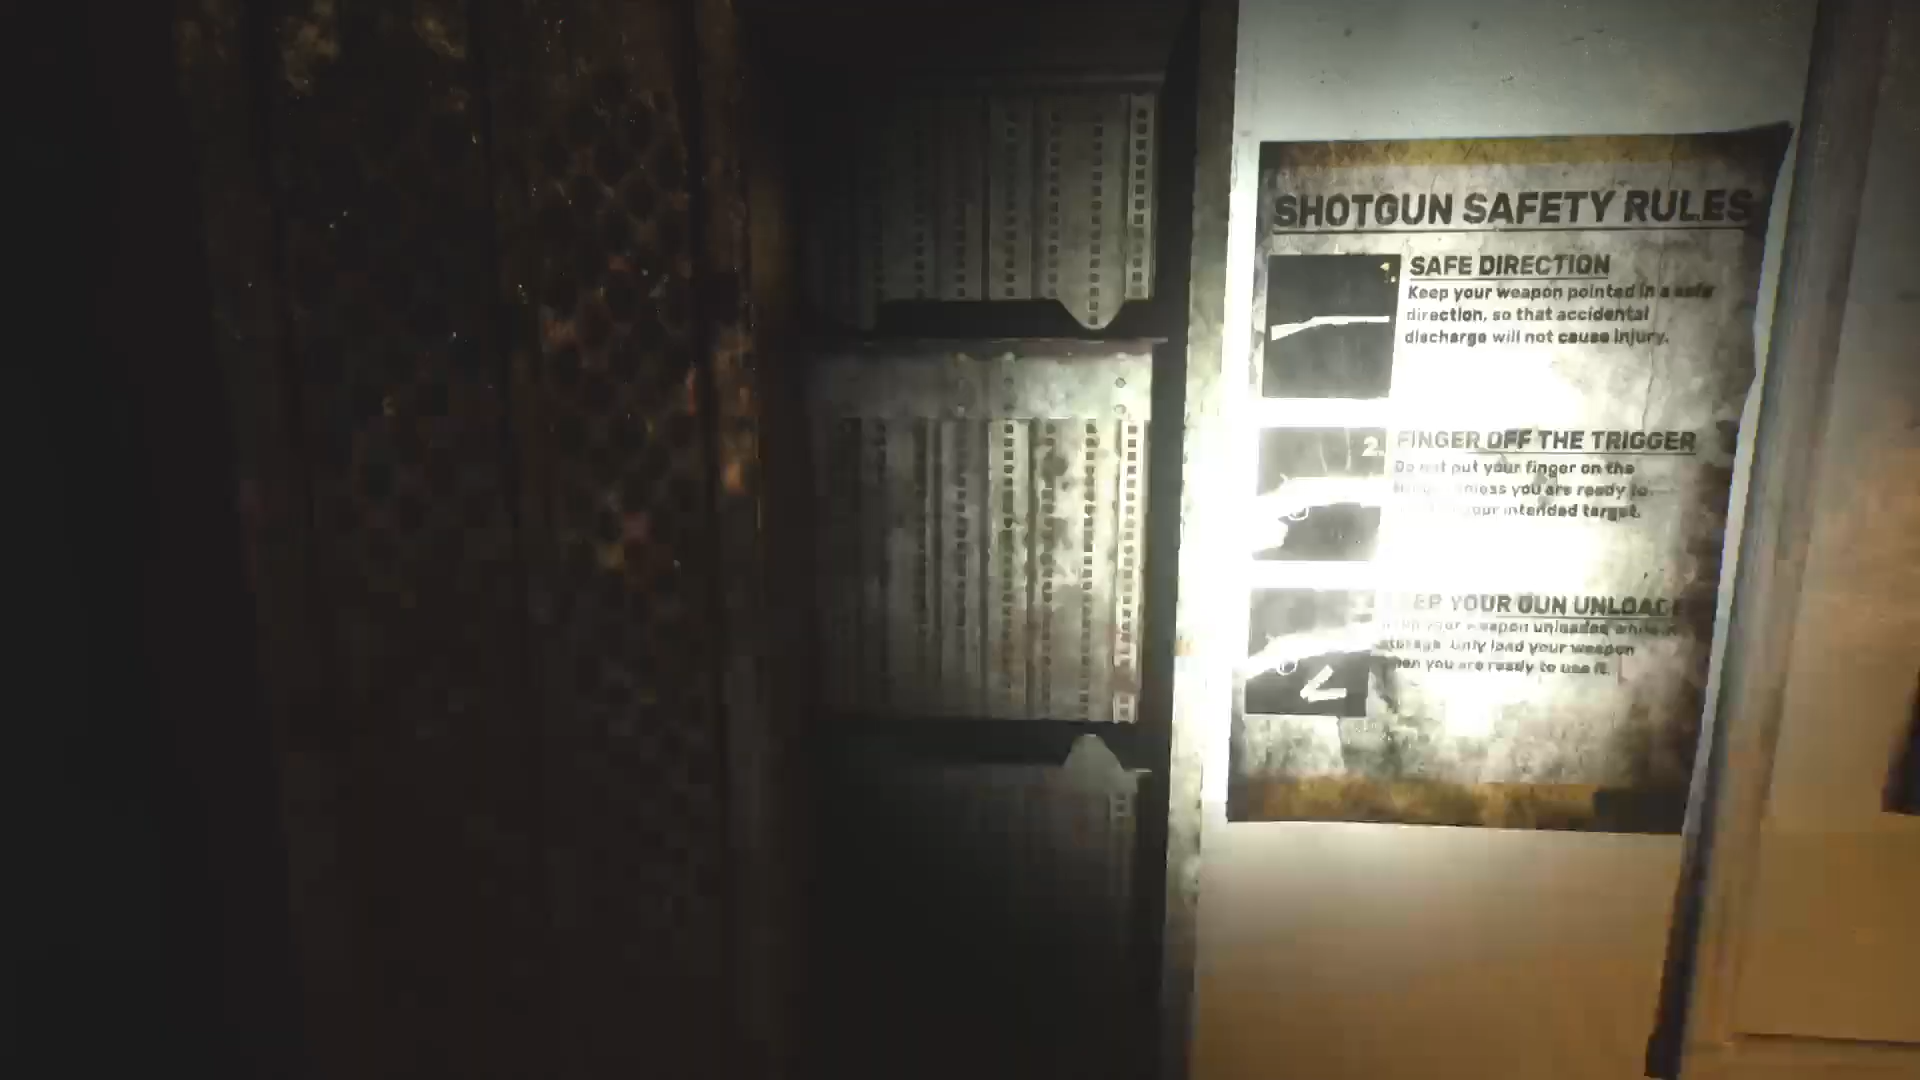 SHOTGUN SAFETY RULES
SAFE DIRECTION
Keep your weapon pointed in a safe
direction, so that accidental
discharge will not cause injury.
2. FINGER OFF THE TRIGGER
Do not put your finger on the
unless you are ready to
your intended target.
YOUR GUN
your weapon unloaded while
storage. Only load your weapon
when you are ready to use it.